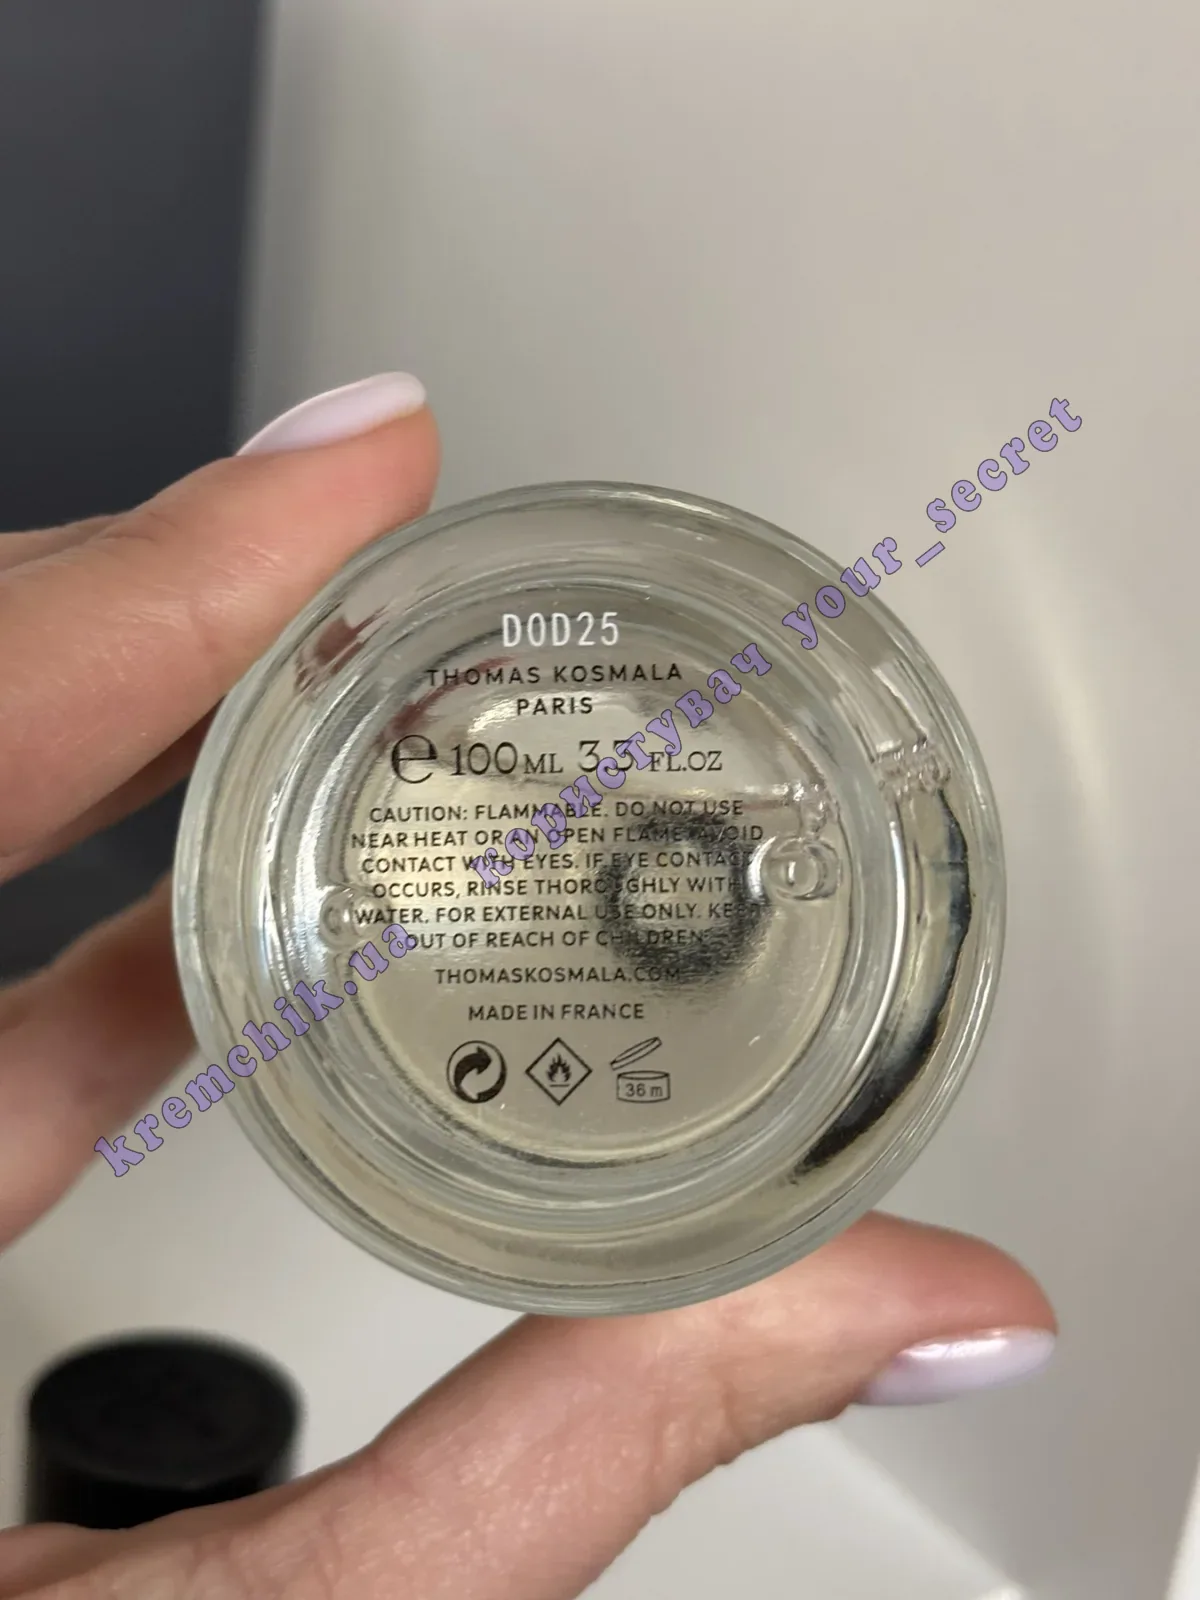 D0D25
THOMAS KOSMALA
PARIS
℮ 100 ML 3.3 FL.OZ
CAUTION: FLAMMABLE. DO NOT USE
NEAR HEAT OR AN OPEN FLAME. AVOID
CONTACT WITH EYES. IF EYE CONTACT
OCCURS, RINSE THOROUGHLY WITH
WATER. FOR EXTERNAL USE ONLY. KEEP
OUT OF REACH OF CHILDREN.
THOMASKOSMALA.COM
MADE IN FRANCE
36 m
kremchik.ua користувач your_secret